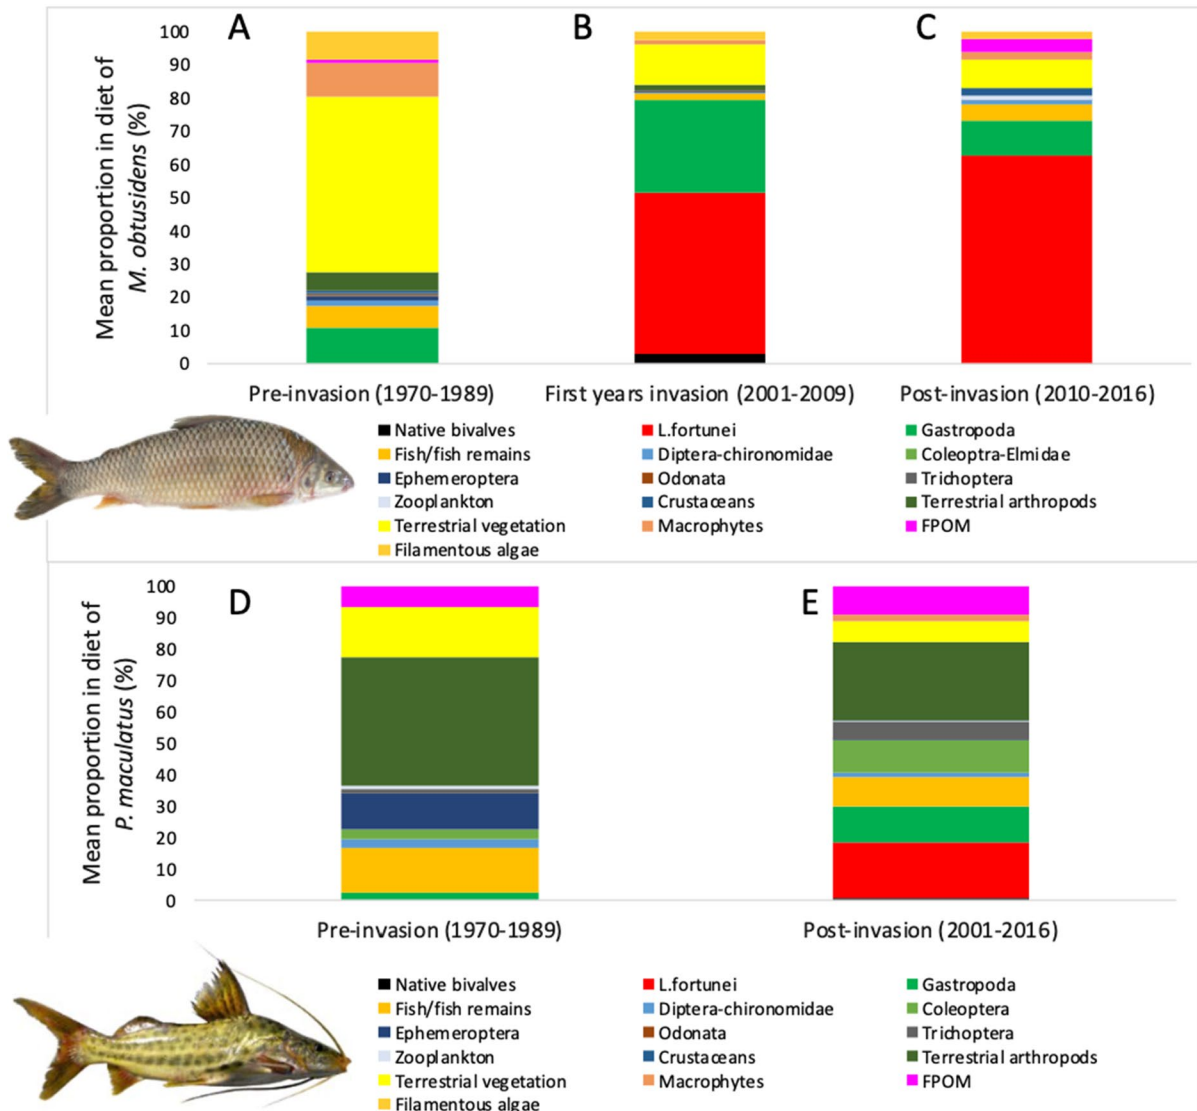 A
B
C
Mean proportion in diet of
M. obtusidens (%)
100
90
80
70
60
50
40
30
20
10
0
Pre-invasion (1970-1989)
First years invasion (2001-2009)
Post-invasion (2010-2016)
Native bivalves
L.fortunei
Gastropoda
Fish/fish remains
Diptera-chironomidae
Coleoptra-Elmidae
Ephemeroptera
Odonata
Trichoptera
Zooplankton
Crustaceans
Terrestrial arthropods
Terrestrial vegetation
Macrophytes
FPOM
Filamentous algae
D
E
Mean proportion in diet of
P. maculatus (%)
100
90
80
70
60
50
40
30
20
10
0
Pre-invasion (1970-1989)
Post-invasion (2001-2016)
Native bivalves
L.fortunei
Gastropoda
Fish/fish remains
Diptera-chironomidae
Coleoptera
Ephemeroptera
Odonata
Trichoptera
Zooplankton
Crustaceans
Terrestrial arthropods
Terrestrial vegetation
Macrophytes
FPOM
Filamentous algae